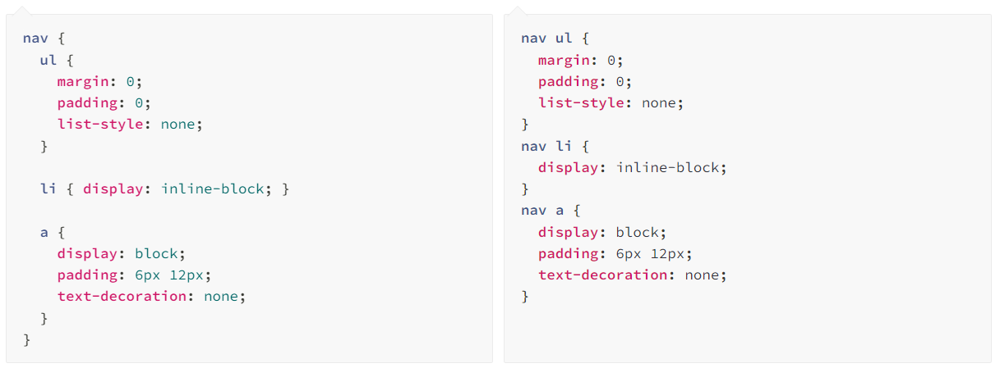 nav {
  ul {
    margin: 0;
    padding: 0;
    list-style: none;
  }

  li { display: inline-block; }

  a {
    display: block;
    padding: 6px 12px;
    text-decoration: none;
  }
}
nav ul {
  margin: 0;
  padding: 0;
  list-style: none;
}
nav li {
  display: inline-block;
}
nav a {
  display: block;
  padding: 6px 12px;
  text-decoration: none;
}